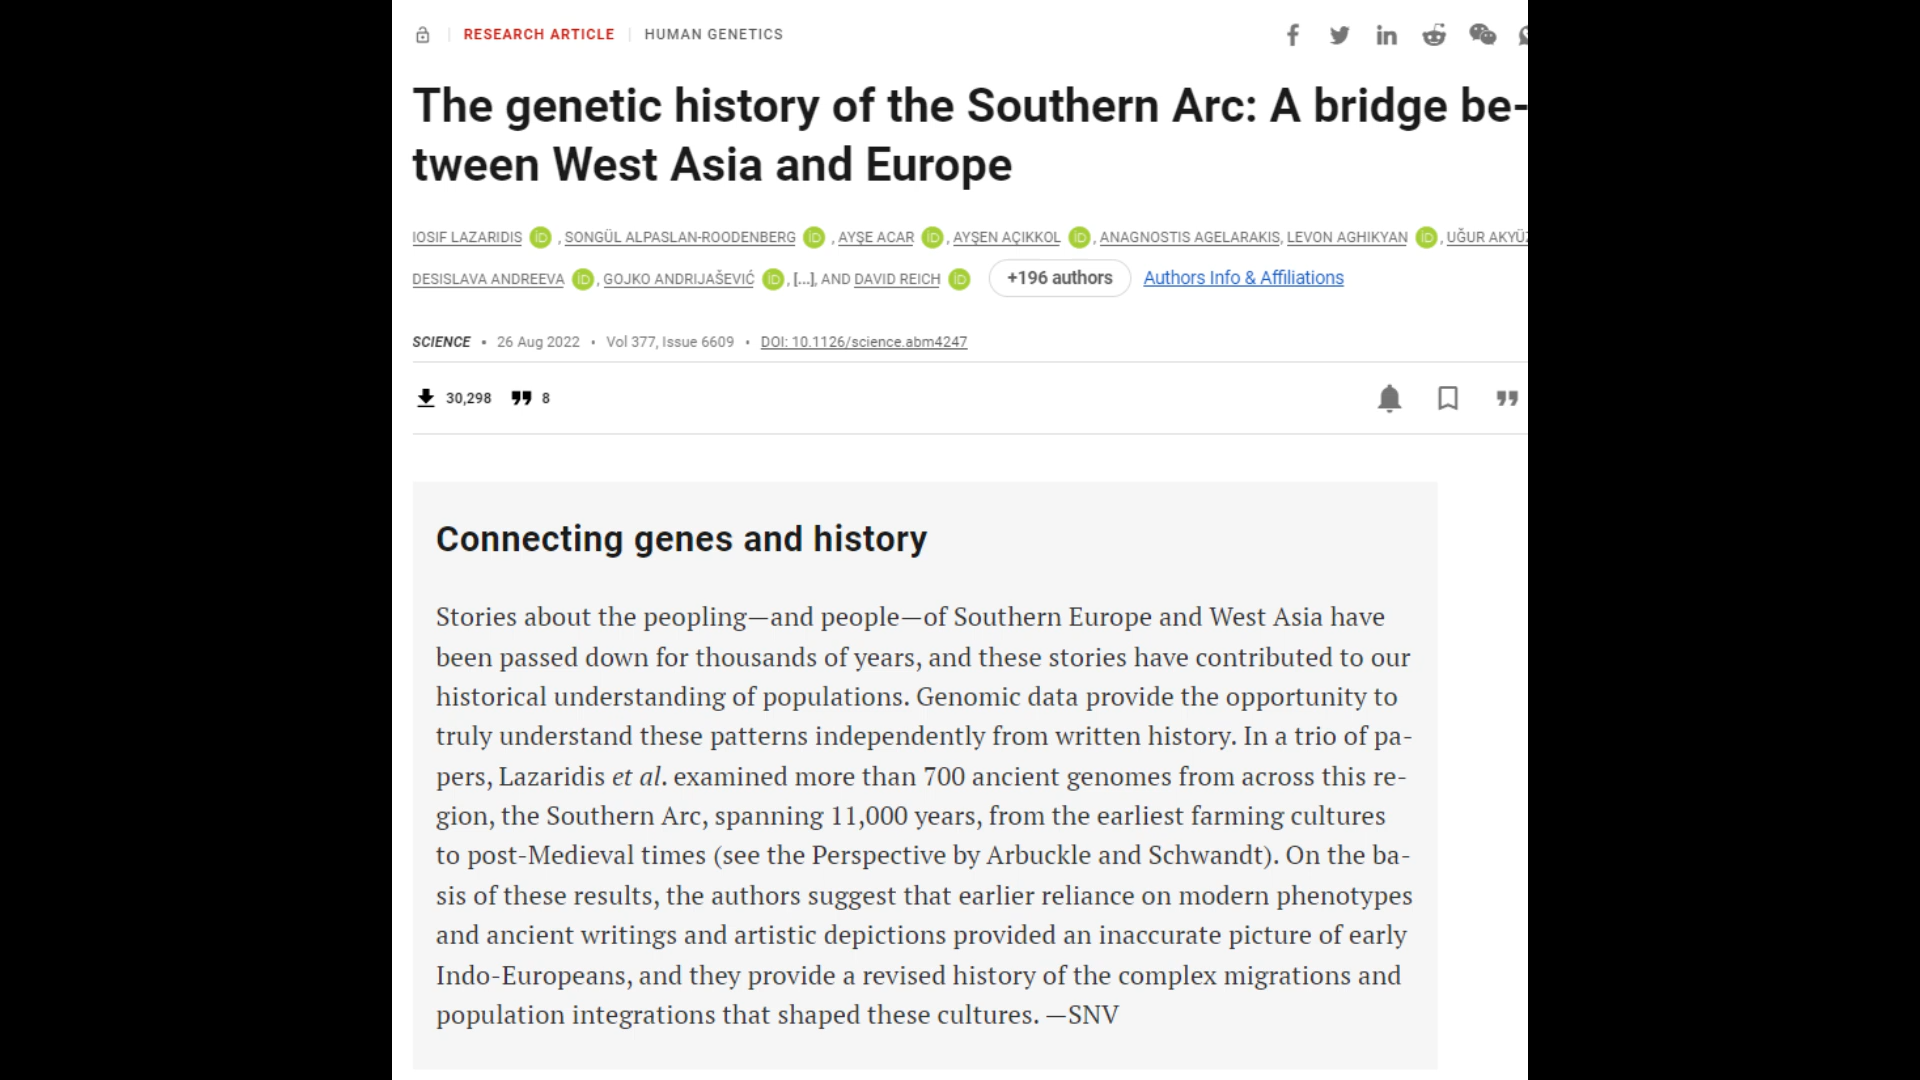 RESEARCH ARTICLE | HUMAN GENETICS
The genetic history of the Southern Arc: A bridge be-
tween West Asia and Europe
IOSIF LAZARIDIS iD , SONGÜL ALPASLAN-ROODENBERG iD , AYŞE ACAR iD , AYŞEN AÇIKKOL iD , ANAGNOSTIS AGELARAKIS, LEVON AGHIKYAN iD , UĞUR
DESISLAVA ANDREEVA iD , GOJKO ANDRIJAŠEVIĆ iD , [...], AND DAVID REICH iD +196 authors Authors Info & Affiliations
SCIENCE • 26 Aug 2022 • Vol 377, Issue 6609 • DOI: 10.1126/science.abm4247
30,298 8
Connecting genes and history
Stories about the peopling—and people—of Southern Europe and West Asia have
been passed down for thousands of years, and these stories have contributed to our
historical understanding of populations. Genomic data provide the opportunity to
truly understand these patterns independently from written history. In a trio of pa-
pers, Lazaridis et al. examined more than 700 ancient genomes from across this re-
gion, the Southern Arc, spanning 11,000 years, from the earliest farming cultures
to post-Medieval times (see the Perspective by Arbuckle and Schwandt). On the ba-
sis of these results, the authors suggest that earlier reliance on modern phenotypes
and ancient writings and artistic depictions provided an inaccurate picture of early
Indo-Europeans, and they provide a revised history of the complex migrations and
population integrations that shaped these cultures. —SNV